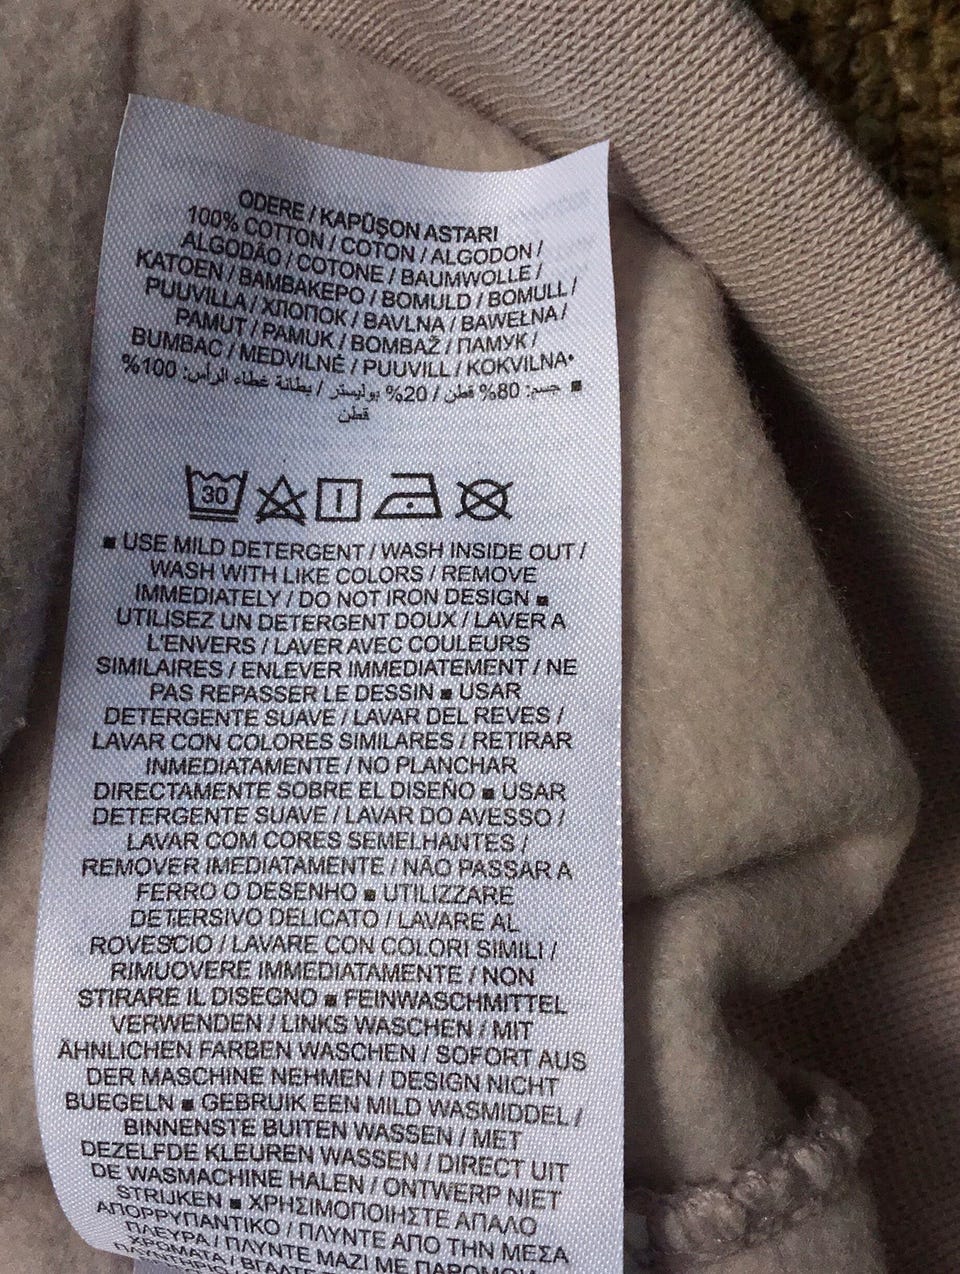 ODERE / KAPÜŞON ASTARI
100% COTTON / COTON / ALGODON /
ALGODÃO / COTONE / BAUMWOLLE /
KATOEN / ΒΑΜΒΑΚΕΡΟ / BOMULD / BOMULL /
PUUVILLA / ХЛОПОК / BAVLNA / BAWEŁNA /
PAMUT / PAMUK / BOMBAŽ / ПАМУК /
BUMBAC / MEDVILNĖ / PUUVILL / KOKVILNA•
■ جسم: 80% قطن / 20% بوليستر / بطانة غطاء الرأس: 100%
قطن
30
■ USE MILD DETERGENT / WASH INSIDE OUT /
WASH WITH LIKE COLORS / REMOVE
IMMEDIATELY / DO NOT IRON DESIGN ■
UTILISEZ UN DETERGENT DOUX / LAVER A
L'ENVERS / LAVER AVEC COULEURS
SIMILAIRES / ENLEVER IMMEDIATEMENT / NE
PAS REPASSER LE DESSIN ■ USAR
DETERGENTE SUAVE / LAVAR DEL REVES /
LAVAR CON COLORES SIMILARES / RETIRAR
INMEDIATAMENTE / NO PLANCHAR
DIRECTAMENTE SOBRE EL DISEÑO ■ USAR
DETERGENTE SUAVE / LAVAR DO AVESSO /
LAVAR COM CORES SEMELHANTES /
REMOVER IMEDIATAMENTE / NÃO PASSAR A
FERRO O DESENHO ■ UTILIZZARE
DETERSIVO DELICATO / LAVARE AL
ROVESCIO / LAVARE CON COLORI SIMILI /
RIMUOVERE IMMEDIATAMENTE / NON
STIRARE IL DISEGNO ■ FEINWASCHMITTEL
VERWENDEN / LINKS WASCHEN / MIT
ÄHNLICHEN FARBEN WASCHEN / SOFORT AUS
DER MASCHINE NEHMEN / DESIGN NICHT
BUEGELN ■ GEBRUIK EEN MILD WASMIDDEL /
BINNENSTE BUITEN WASSEN / MET
DEZELFDE KLEUREN WASSEN / DIRECT UIT
DE WASMACHINE HALEN / ONTWERP NIET
STRIJKEN ■ ΧΡΗΣΙΜΟΠΟΙΗΣΤΕ ΑΠΑΛΟ
ΑΠΟΡΡΥΠΑΝΤΙΚΟ / ΠΛΥΝΤΕ ΑΠΟ ΤΗΝ ΜΕΣΑ
ΠΛΕΥΡΑ / ΠΛΥΝΤΕ ΜΑΖΙ ΜΕ ΠΑΡΟΜΟΙΑ
ΧΡΩΜΑΤΑ /